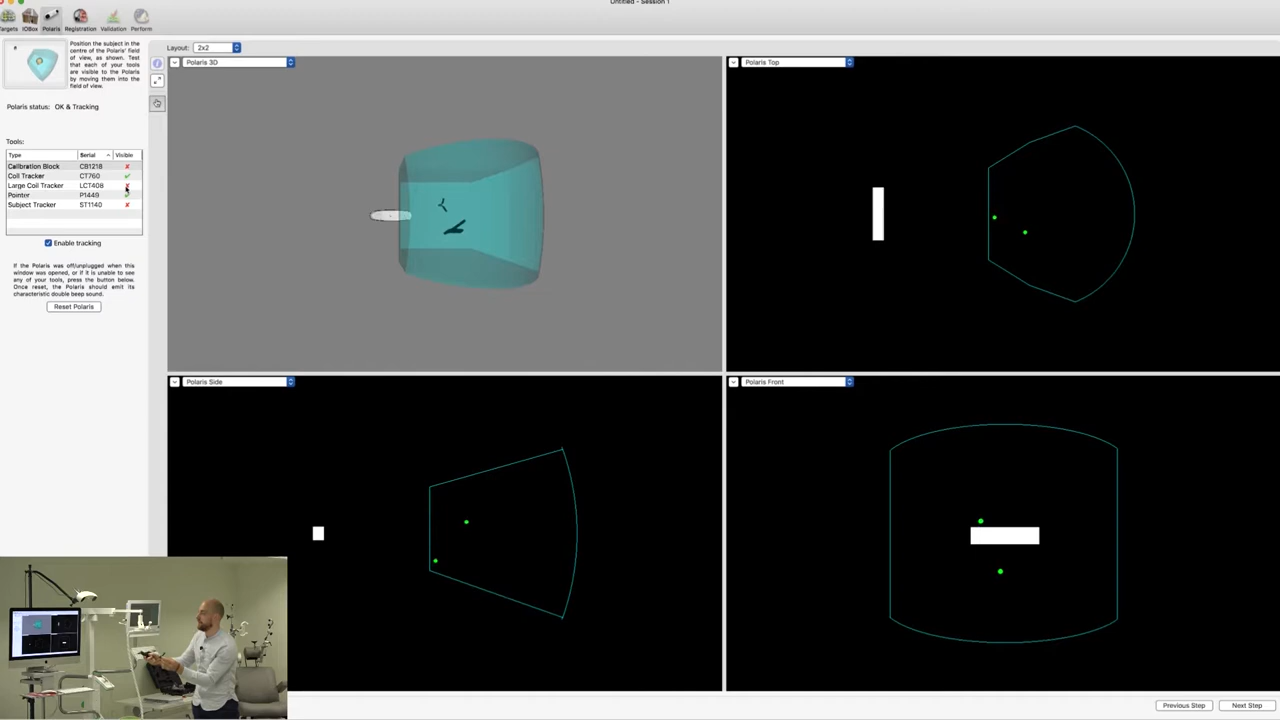 Untitled - Session 1
Targets IOBox Polaris Registration Validation Perform
Position the subject in
the centre of the Polaris' field
of view, as shown. Test
that each of your tools
are visible to the Polaris
by moving them into the
field of view.
Polaris status: OK & Tracking
Tools:
Type Serial Visible
Calibration Block CB1218 ✗
Coil Tracker CT760 ✓
Large Coil Tracker LCT408 ✗
Pointer P1449 ✓
Subject Tracker ST1140 ✗
Enable tracking
If the Polaris was off/unplugged when this
window was opened, or if it is unable to see
any of your tools, press the button below.
Once reset, the Polaris should emit its
characteristic double beep sound.
Reset Polaris
Layout: 2x2
Polaris 3D
Polaris Top
Polaris Side
Polaris Front
Previous Step Next Step